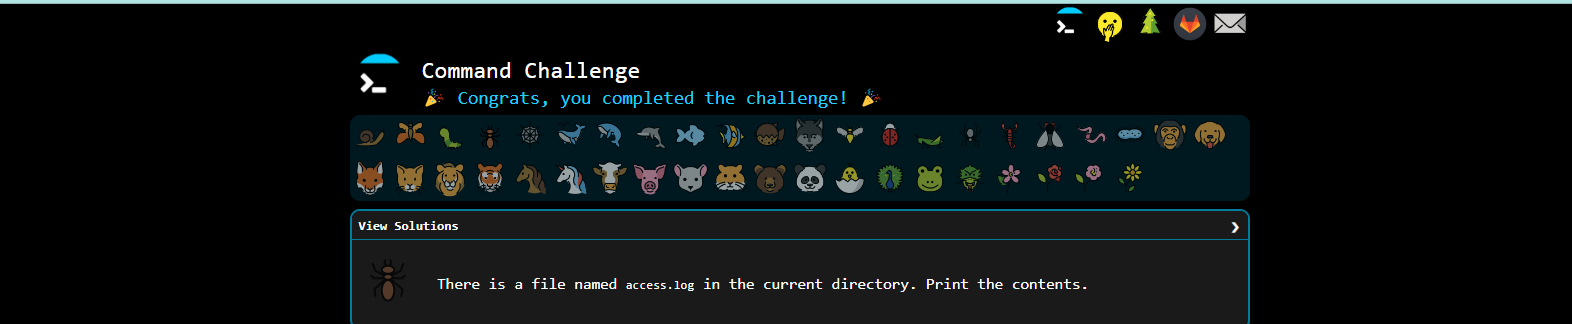 Command Challenge
🎉 Congrats, you completed the challenge! 🎉
View Solutions
There is a file named access.log in the current directory. Print the contents.